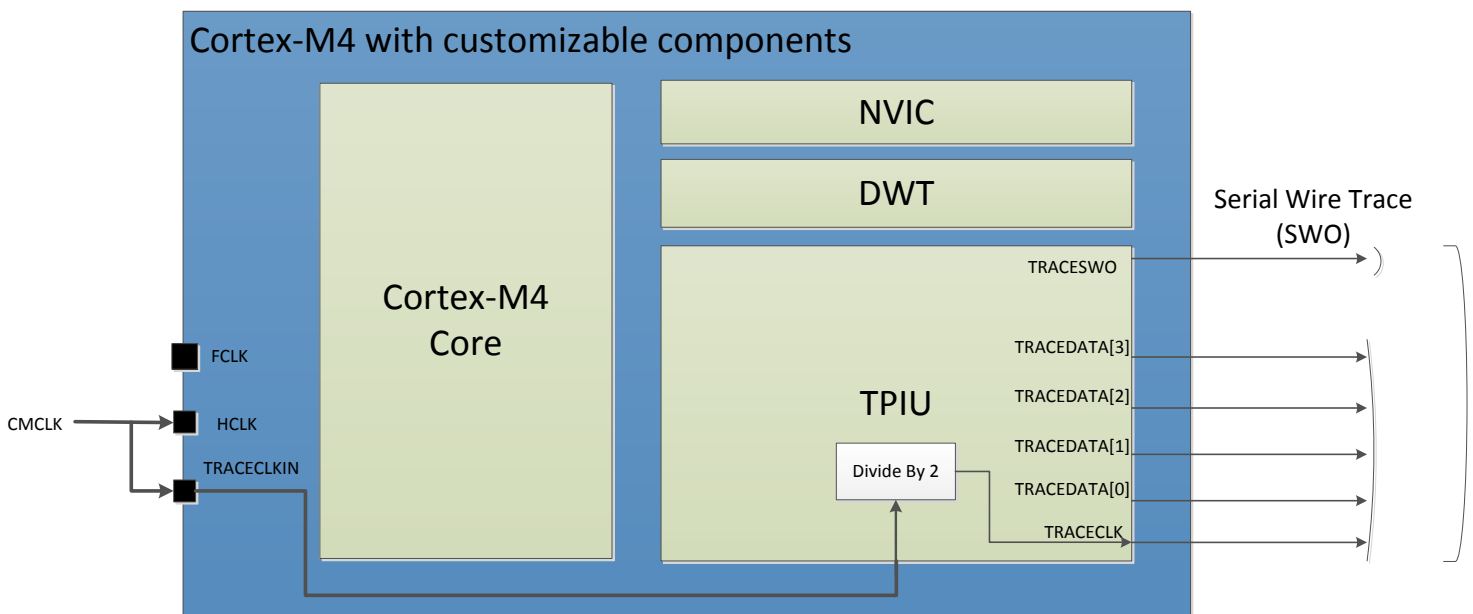 Cortex-M4 with customizable components
NVIC
DWT
Serial Wire Trace
(SWO)
TRACESWO
Cortex-M4
Core
FCLK
TRACEDATA[3]
TRACEDATA[2]
TPIU
CMCLK
HCLK
TRACEDATA[1]
TRACECLKIN
Divide By 2
TRACEDATA[0]
TRACECLK